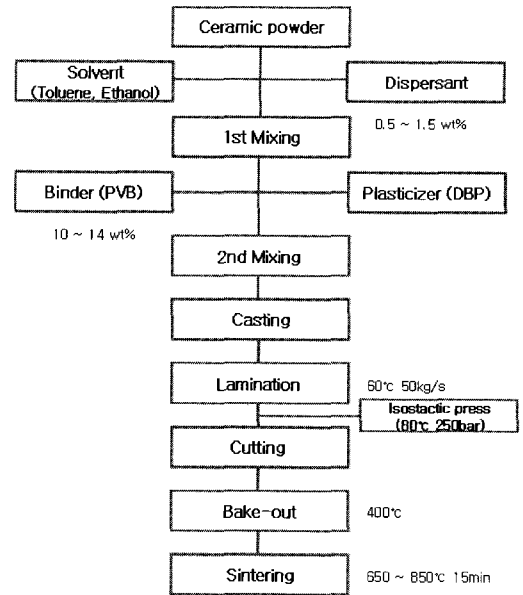 Ceramic powder
Solvent
(Toluene, Ethanol)
Dispersant
0.5 ~ 1.5 wt%
1st Mixing
Binder (PVB)
Plasticizer (DBP)
10 ~ 14 wt%
2nd Mixing
Casting
Lamination
60℃ 50kg/s
Isostactic press
(80℃ 250bar)
Cutting
Bake-out
400℃
Sintering
650 ~ 850℃ 15min